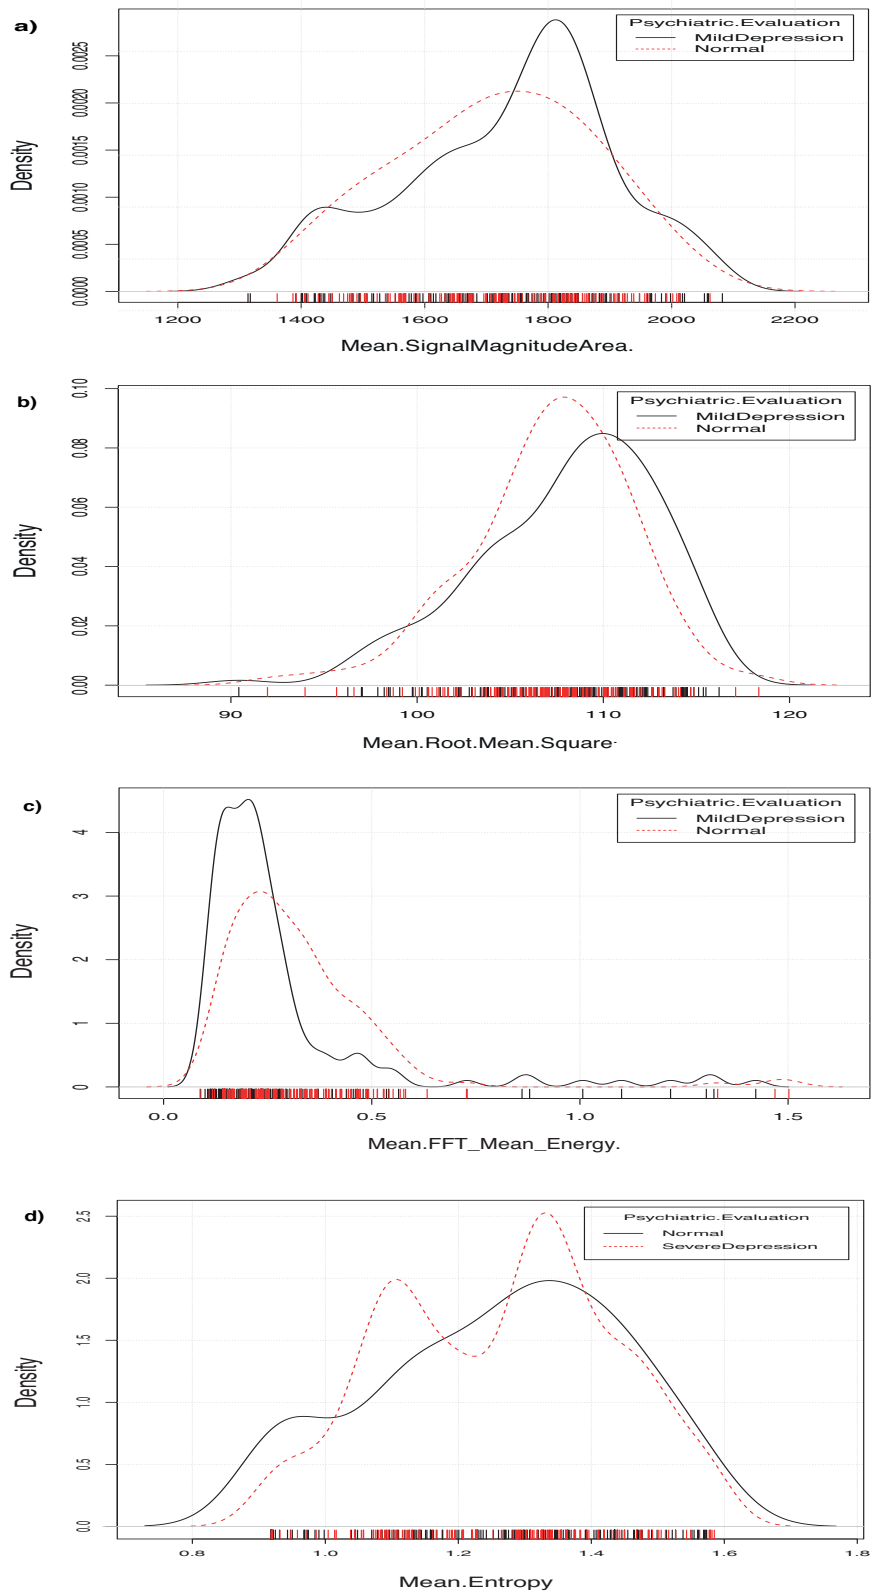 a)
Psychiatric.Evaluation
MildDepression
Normal
Density
0.0000 0.0005 0.0010 0.0015 0.0020 0.0025
1200 1400 1600 1800 2000 2200
Mean.SignalMagnitudeArea.
b)
Psychiatric.Evaluation
MildDepression
Normal
Density
0.00 0.02 0.04 0.06 0.08 0.10
90 100 110 120
Mean.Root.Mean.Square.
c)
Psychiatric.Evaluation
MildDepression
Normal
Density
0 1 2 3 4
0.0 0.5 1.0 1.5
Mean.FFT_Mean_Energy.
d)
Psychiatric.Evaluation
Normal
SevereDepression
Density
0.0 0.5 1.0 1.5 2.0 2.5
0.8 1.0 1.2 1.4 1.6 1.8
Mean.Entropy